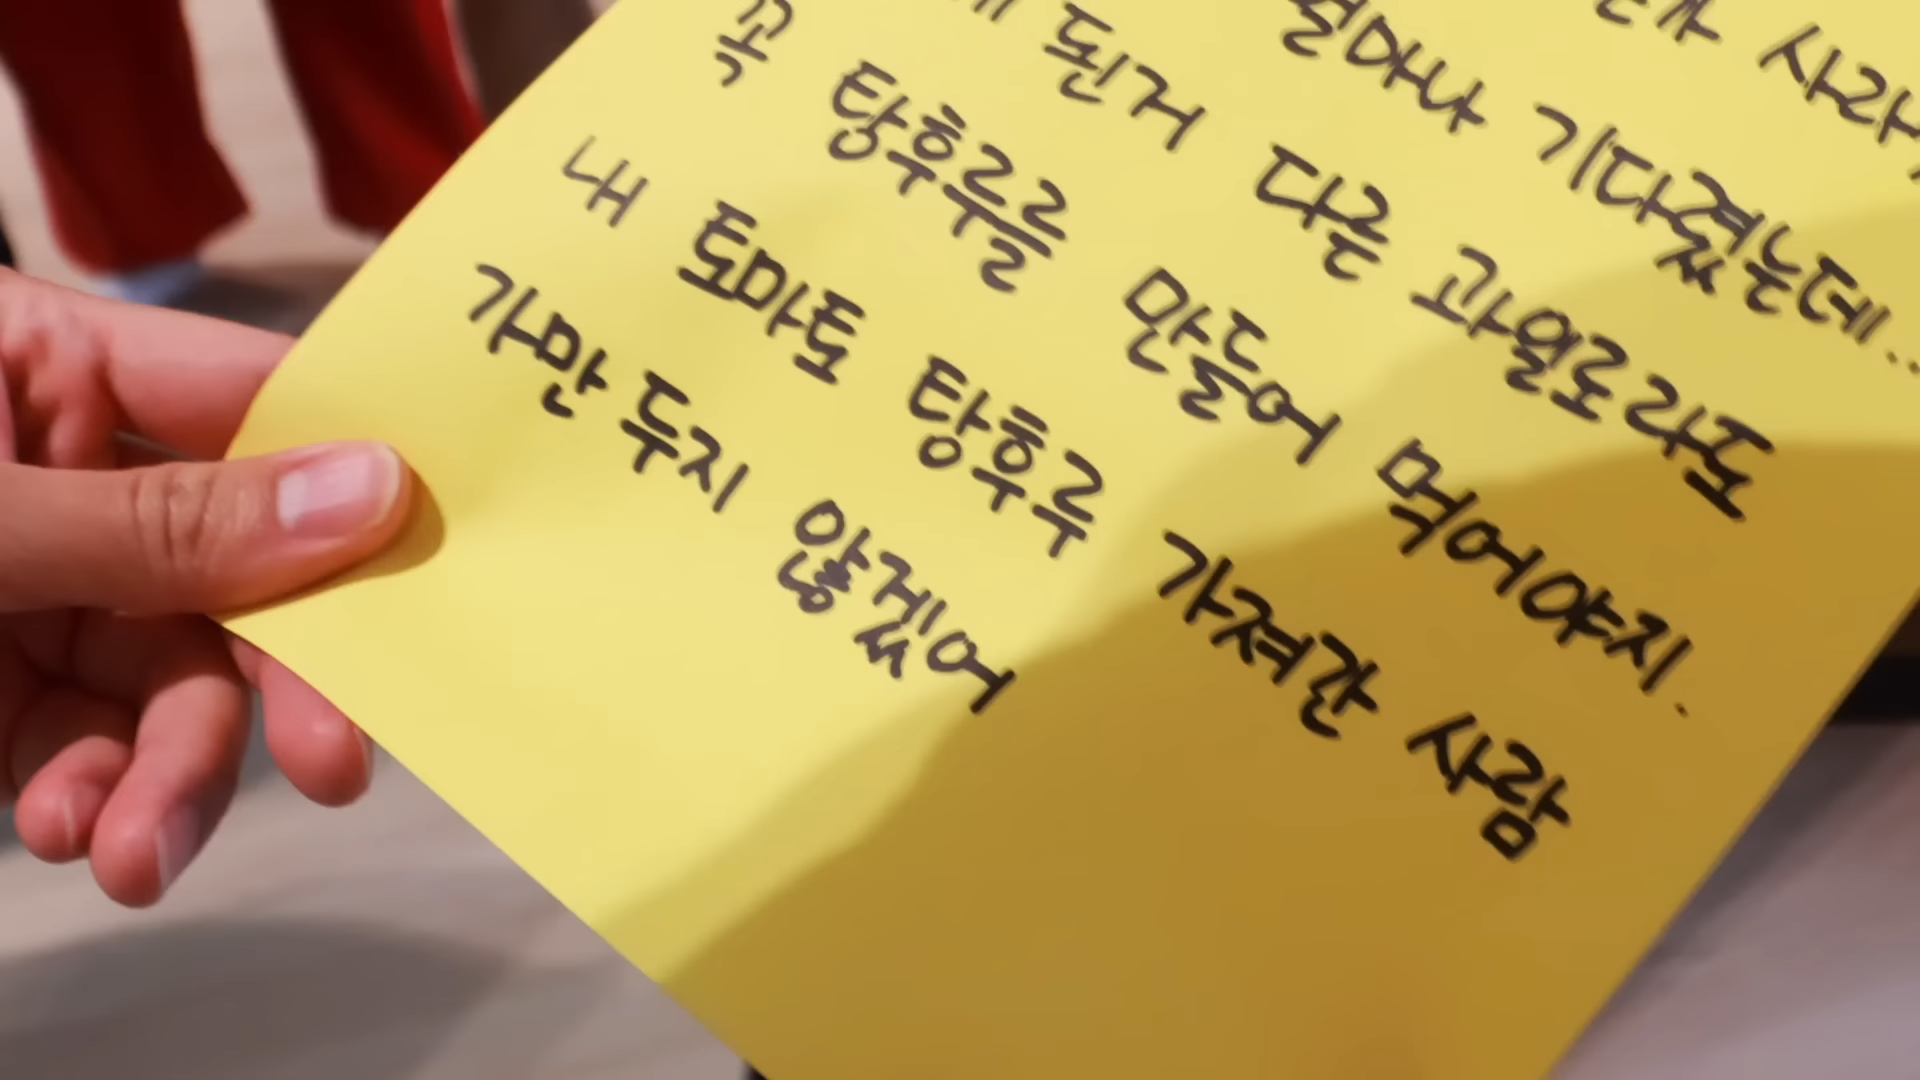 얼마나 기다렸는데..
된거 다른 과일로라도
꼭 탕후루를 만들어 먹어야지.
내 토마토 탕후루 가져간 사람
가만 두지 않겠어